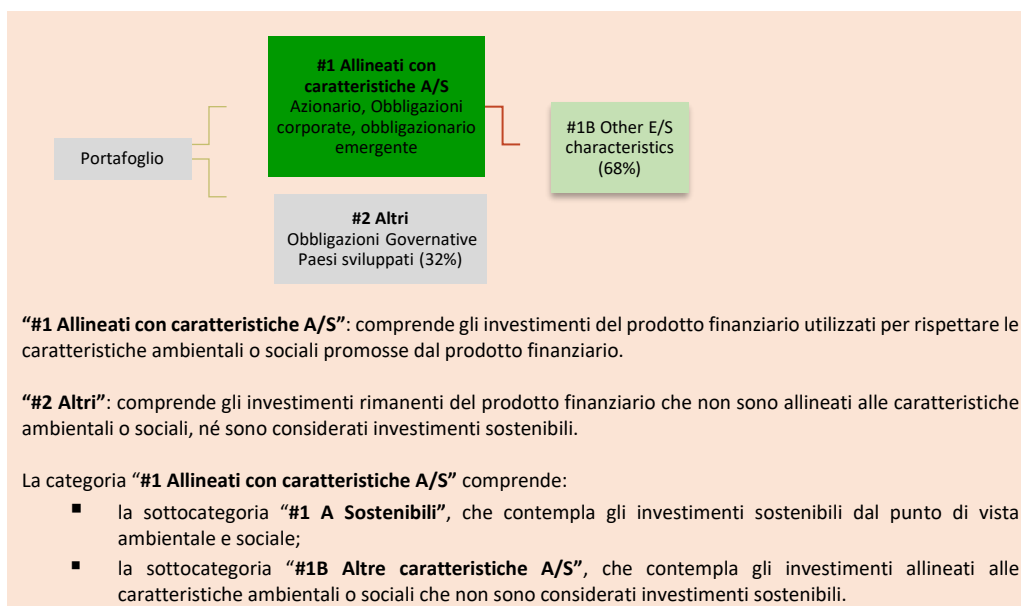 #1 Allineati con
caratteristiche A/S
Azionario, Obbligazioni
corporate, obbligazionario
emergente
Portafoglio
#1B Other E/S
characteristics
(68%)
#2 Altri
Obbligazioni Governative
Paesi sviluppati (32%)
“#1 Allineati con caratteristiche A/S”: comprende gli investimenti del prodotto finanziario utilizzati per rispettare le
caratteristiche ambientali o sociali promosse dal prodotto finanziario.
“#2 Altri”: comprende gli investimenti rimanenti del prodotto finanziario che non sono allineati alle caratteristiche
ambientali o sociali, né sono considerati investimenti sostenibili.
La categoria “#1 Allineati con caratteristiche A/S” comprende:
▪ la sottocategoria “#1 A Sostenibili”, che contempla gli investimenti sostenibili dal punto di vista
ambientale e sociale;
▪ la sottocategoria “#1B Altre caratteristiche A/S”, che contempla gli investimenti allineati alle
caratteristiche ambientali o sociali che non sono considerati investimenti sostenibili.